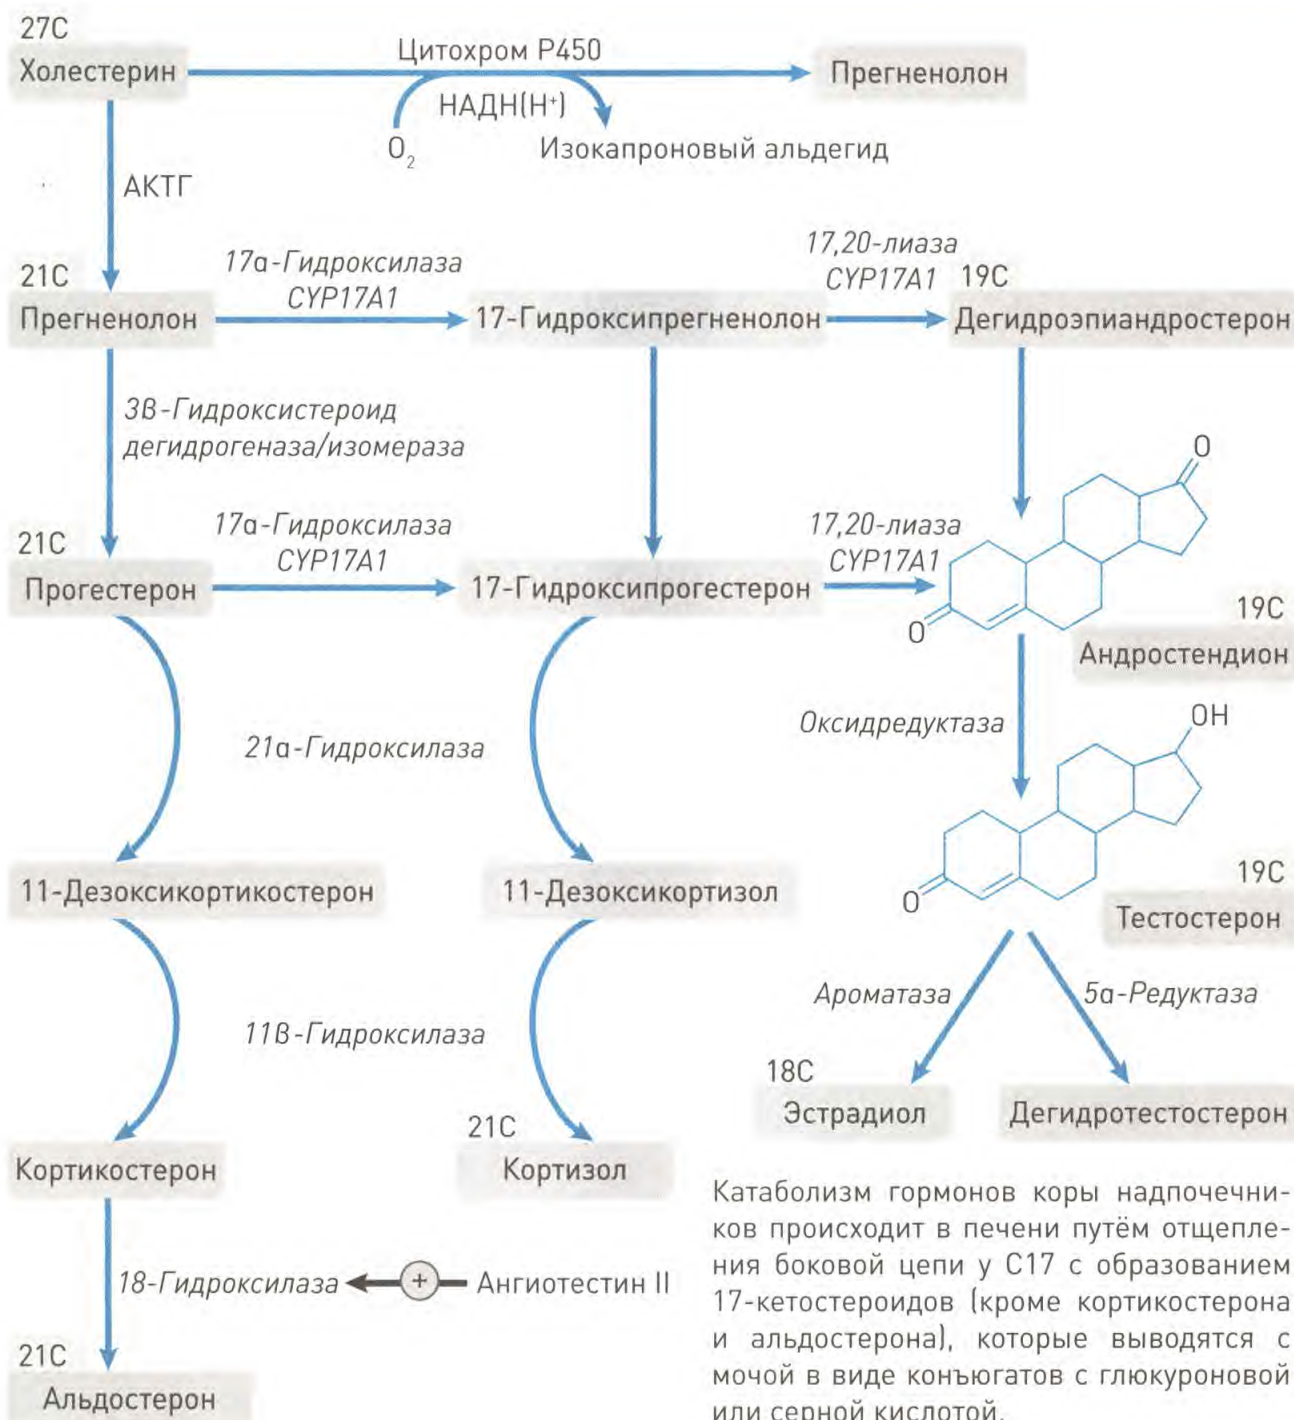 27C
Холестерин
Цитохром P450
Прегненолон
НАДН(H⁺)
O₂
Изокапроновый альдегид
АКТГ
21C
Прегненолон
17α-Гидроксилаза
CYP17A1
17-Гидроксипрегненолон
17,20-лиаза
CYP17A1
19C
Дегидроэпиандростерон
3β-Гидроксистероид
дегидрогеназа/изомераза
O
21C
Прогестерон
17α-Гидроксилаза
CYP17A1
17-Гидроксипрогестерон
17,20-лиаза
CYP17A1
O
19C
Андростендион
Оксидредуктаза
OH
21α-Гидроксилаза
11-Дезоксикортикостерон
11-Дезоксикортизол
O
19C
Тестостерон
Ароматаза
5α-Редуктаза
11β-Гидроксилаза
18C
Эстрадиол
Дегидротестостерон
Кортикостерон
21C
Кортизол
18-Гидроксилаза
+
Ангиотестин II
21C
Альдостерон
Катаболизм гормонов коры надпочечни-
ков происходит в печени путём отщепле-
ния боковой цепи у С17 с образованием
17-кетостероидов (кроме кортикостерона
и альдостерона), которые выводятся с
мочой в виде конъюгатов с глюкуроновой
или серной кислотой.